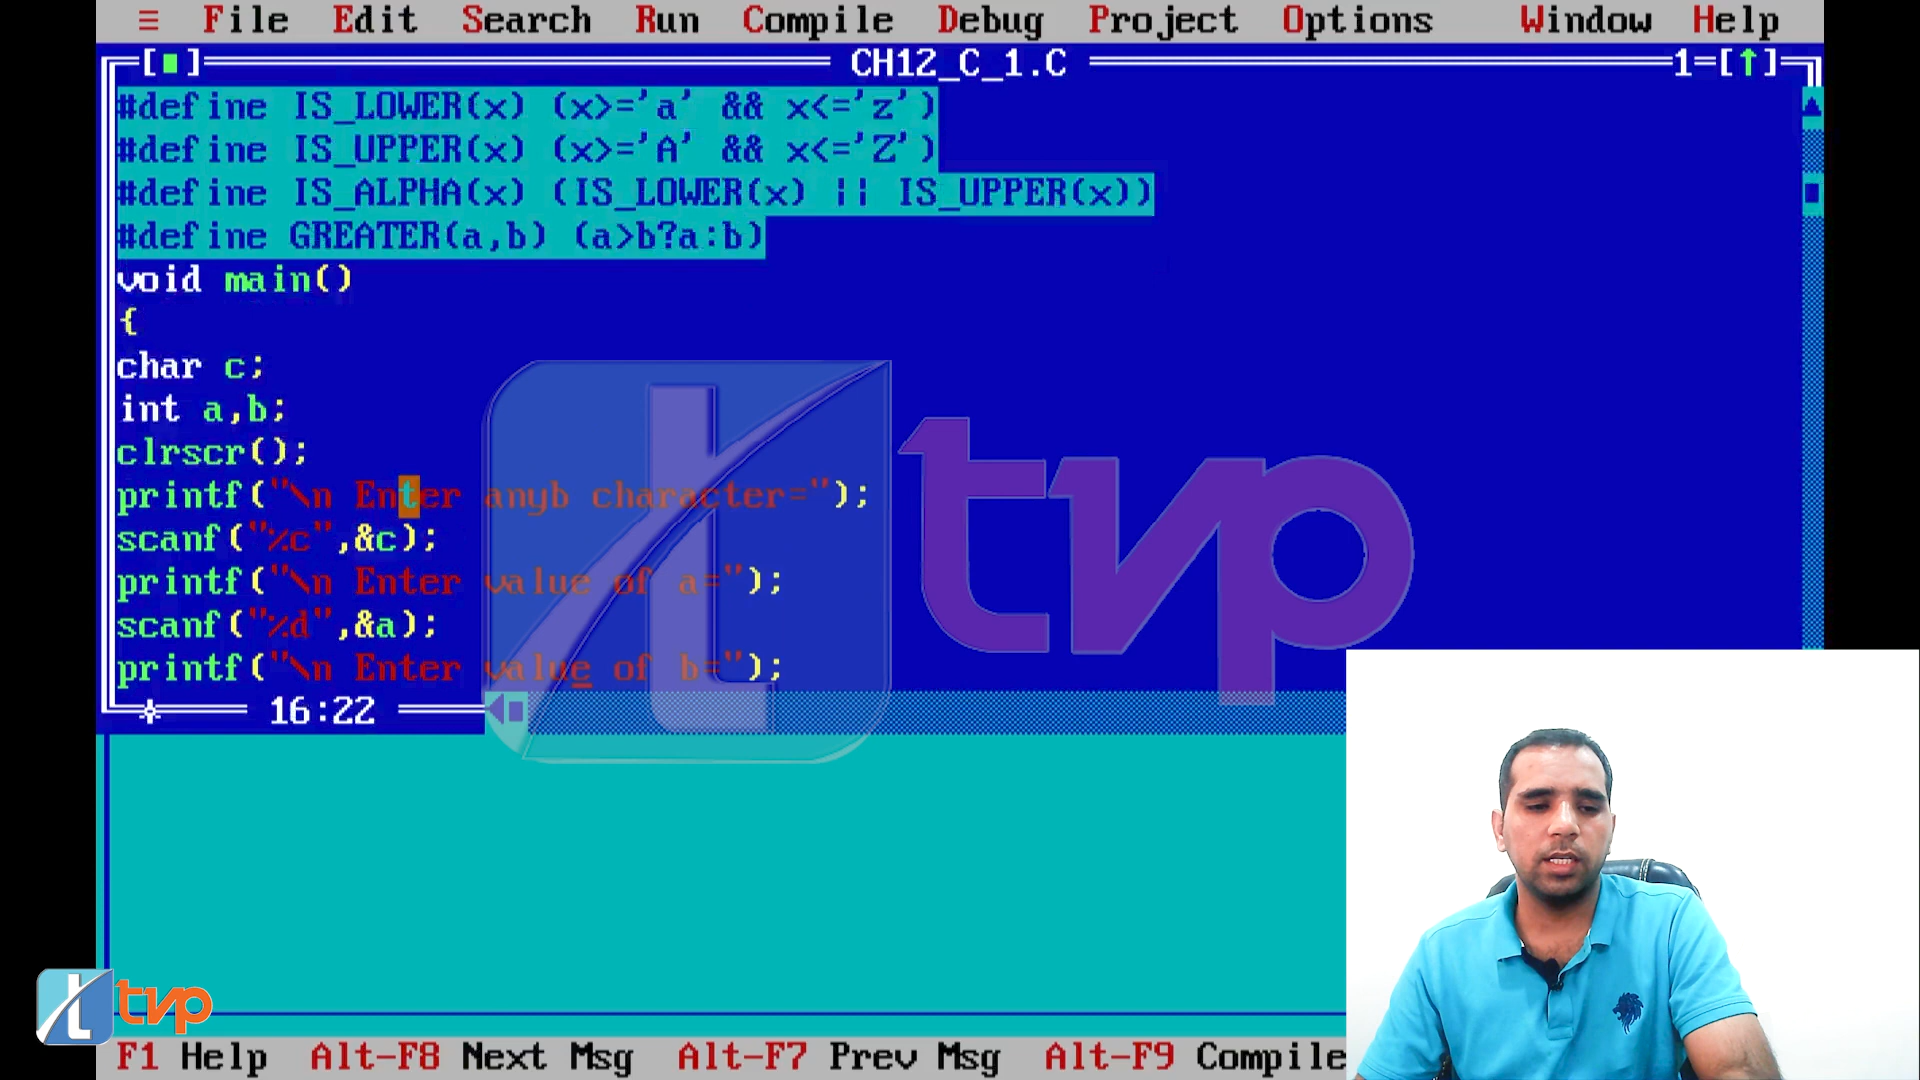 ≡ File Edit Search Run Compile Debug Project Options Window Help
[■] CH12_C_1.C 1=[↑]
#define IS_LOWER(x) (x>='a' && x<='z')
#define IS_UPPER(x) (x>='A' && x<='Z')
#define IS_ALPHA(x) (IS_LOWER(x) || IS_UPPER(x))
#define GREATER(a,b) (a>b?a:b)
void main()
{
char c;
int a,b;
clrscr();
printf("\n Enter anyb character=");
scanf("%c",&c);
printf("\n Enter value of a=");
scanf("%d",&a);
printf("\n Enter value of b=");
16:22
tvp
tvp
F1 Help Alt-F8 Next Msg Alt-F7 Prev Msg Alt-F9 Compile